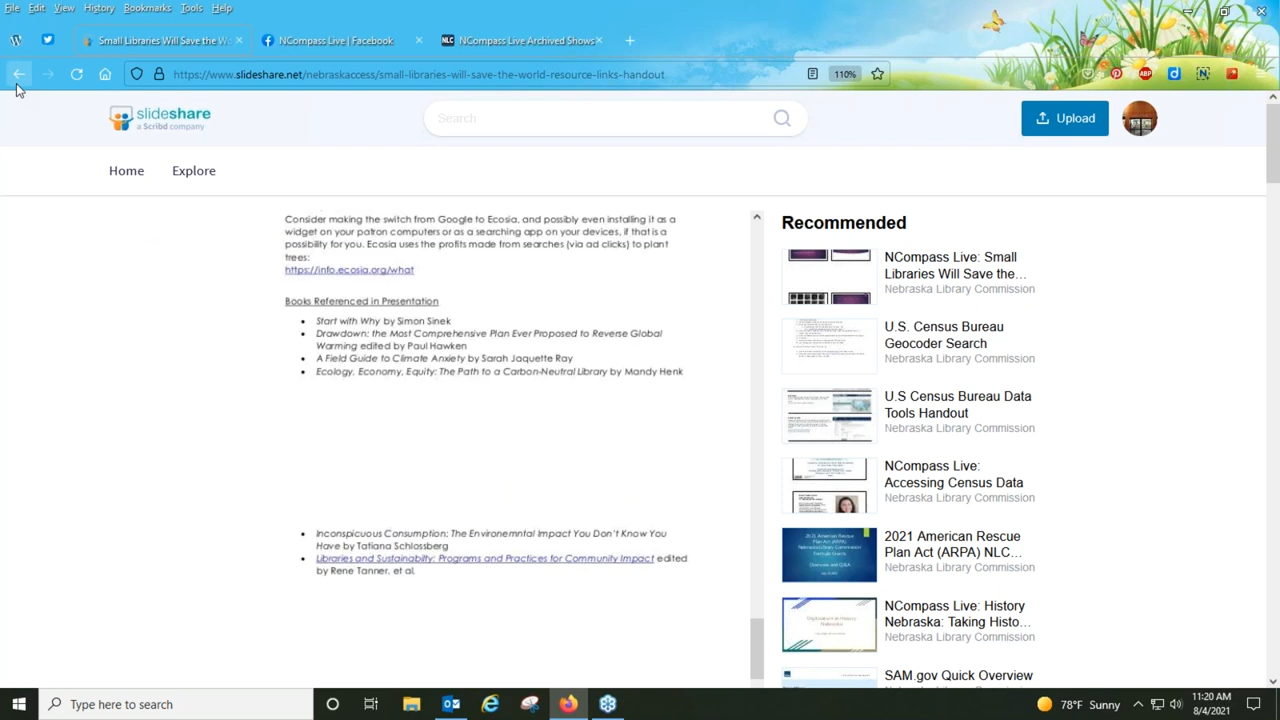 File Edit View History Bookmarks Tools Help
Small Libraries Will Save the Wo
NCompass Live | Facebook
NLC NCompass Live Archived Shows
https://www.slideshare.net/nebraskaccess/small-libraries-will-save-the-world-resource-links-handout
110%
slideshare
a Scribd company
Search
Upload
Home Explore
Consider making the switch from Google to Ecosia, and possibly even installing it as a
widget on your patron computers or as a searching app on your devices, if that is a
possibility for you. Ecosia uses the profits made from searches (via ad clicks) to plant
trees:
https://info.ecosia.org/what
Books Referenced in Presentation
Start with Why by Simon Sinek
Drawdown: the Most Comprehensive Plan Ever Proposed to Reverse Global
Warming edited by Paul Hawken
A Field Guide to Climate Anxiety by Sarah Jaquette Ray
Ecology, Economy, Equity: The Path to a Carbon-Neutral Library by Mandy Henk
Inconspicuous Consumption: The Environemntal Impact You Don't Know You
Have by Tatiana Schlossberg
Libraries and Sustainabilty: Programs and Practices for Community Impact edited
by Rene Tanner, et al.
Recommended
NCompass Live: Small
Libraries Will Save the...
Nebraska Library Commission
U.S. Census Bureau
Geocoder Search
Nebraska Library Commission
U.S Census Bureau Data
Tools Handout
Nebraska Library Commission
NCompass Live:
Accessing Census Data
Nebraska Library Commission
2021 American Rescue
Plan Act (ARPA) NLC...
Nebraska Library Commission
NCompass Live: History
Nebraska: Taking Histo...
Nebraska Library Commission
SAM.gov Quick Overview
Type here to search
78°F Sunny
11:20 AM
8/4/2021